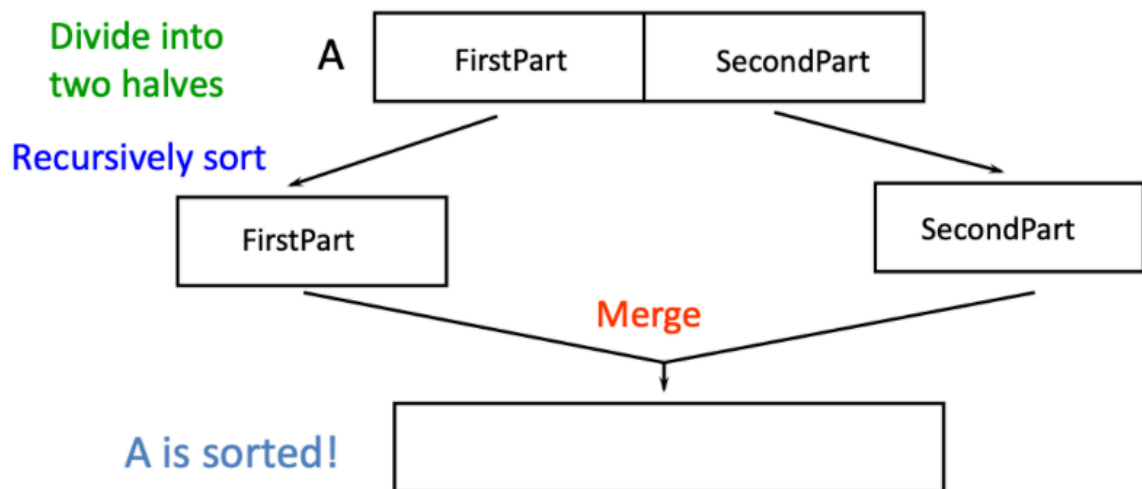 Divide into
two halves
A
FirstPart
SecondPart
Recursively sort
FirstPart
SecondPart
Merge
A is sorted!